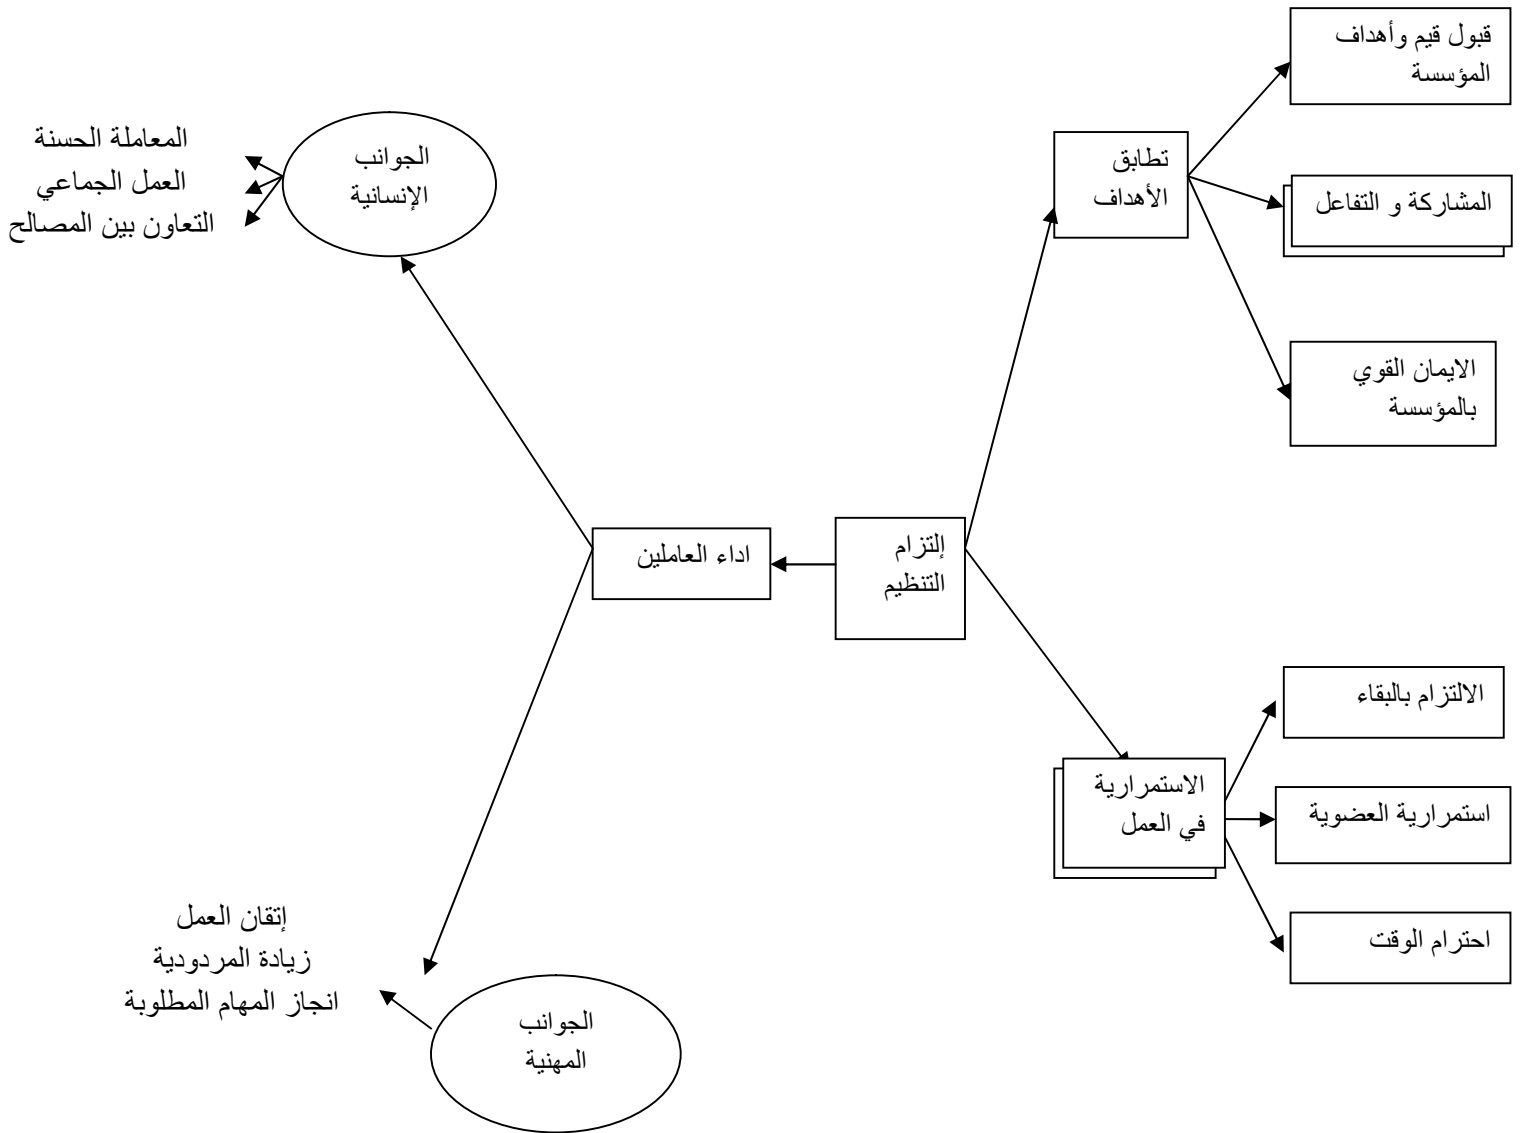 قبول قيم وأهداف
المؤسسة
تطابق
الأهداف
المشاركة و التفاعل
الايمان القوي
بالمؤسسة
إلتزام
التنظيم
اداء العاملين
الالتزام بالبقاء
الاستمرارية
في العمل
استمرارية العضوية
احترام الوقت
الجوانب
الإنسانية
المعاملة الحسنة
العمل الجماعي
التعاون بين المصالح
الجوانب
المهنية
إتقان العمل
زيادة المردودية
انجاز المهام المطلوبة